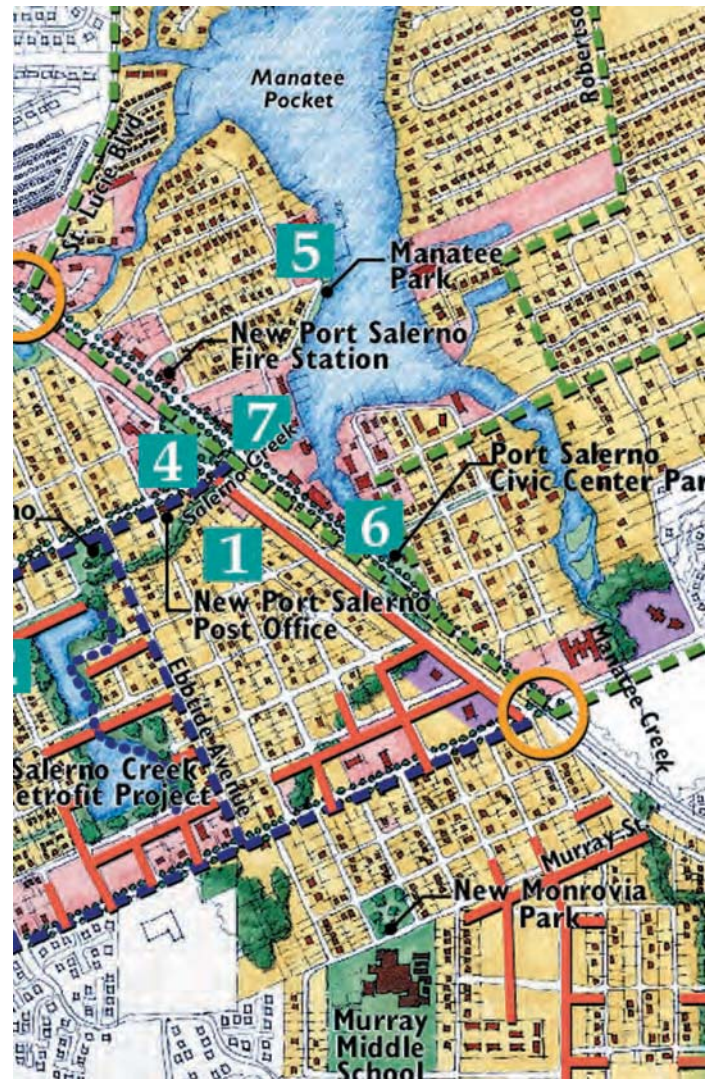 Manatee
Pocket
Robertso
St. Lucie Blvd
5
Manatee
Park
New Port Salerno
Fire Station
7
4
Salerno Creek
Port Salerno
Civic Center Par
no
6
1
New Port Salerno
Post Office
Ebbtide Avenue
Manatee Creek
Salerno Creek
etrofit Project
Murray St.
New Monrovia
Park
Murray
Middle
School